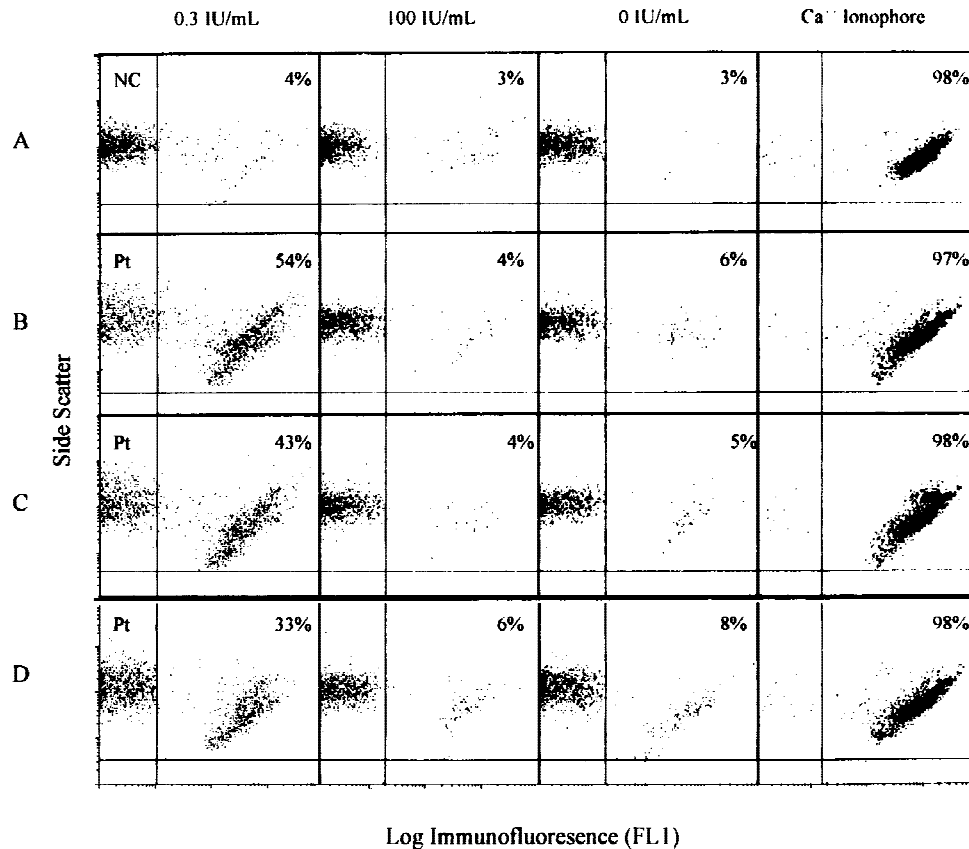 0.3 IU/mL 100 IU/mL 0 IU/mL Ca Ionophore
NC 4% 3% 3% 98%
A
Pt 54% 4% 6% 97%
B
Pt 43% 4% 5% 98%
C
Pt 33% 6% 8% 98%
D
Side Scatter
Log Immunofluoresence (FL1)